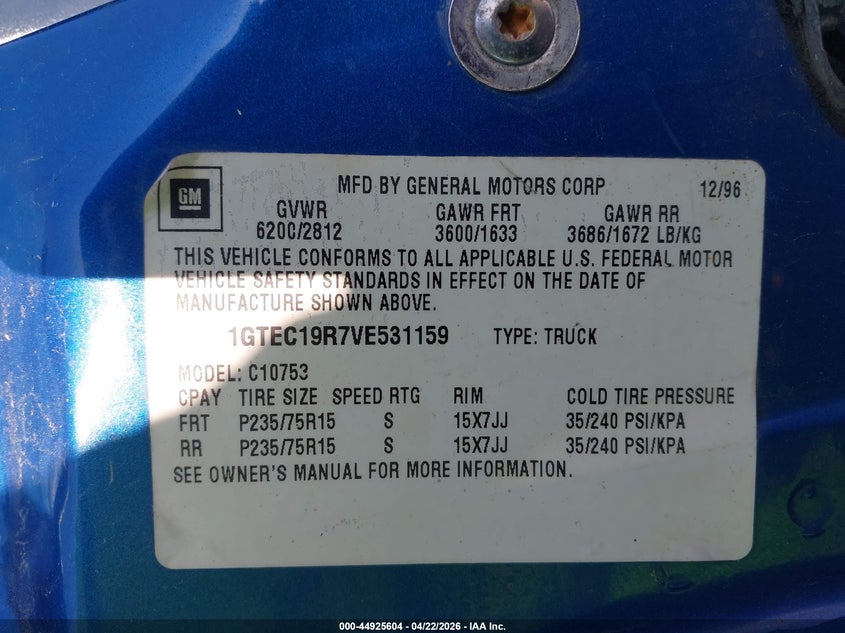 GM
MFD BY GENERAL MOTORS CORP 12/96
GVWR GAWR FRT GAWR RR
6200/2812 3600/1633 3686/1672 LB/KG
THIS VEHICLE CONFORMS TO ALL APPLICABLE U.S. FEDERAL MOTOR
VEHICLE SAFETY STANDARDS IN EFFECT ON THE DATE OF
MANUFACTURE SHOWN ABOVE.
1GTEC19R7VE531159 TYPE: TRUCK
MODEL: C10753
CPAY TIRE SIZE SPEED RTG RIM COLD TIRE PRESSURE
FRT P235/75R15 S 15X7JJ 35/240 PSI/KPA
RR P235/75R15 S 15X7JJ 35/240 PSI/KPA
SEE OWNER'S MANUAL FOR MORE INFORMATION.
000-44925604 | 04/22/2026 - IAA Inc.